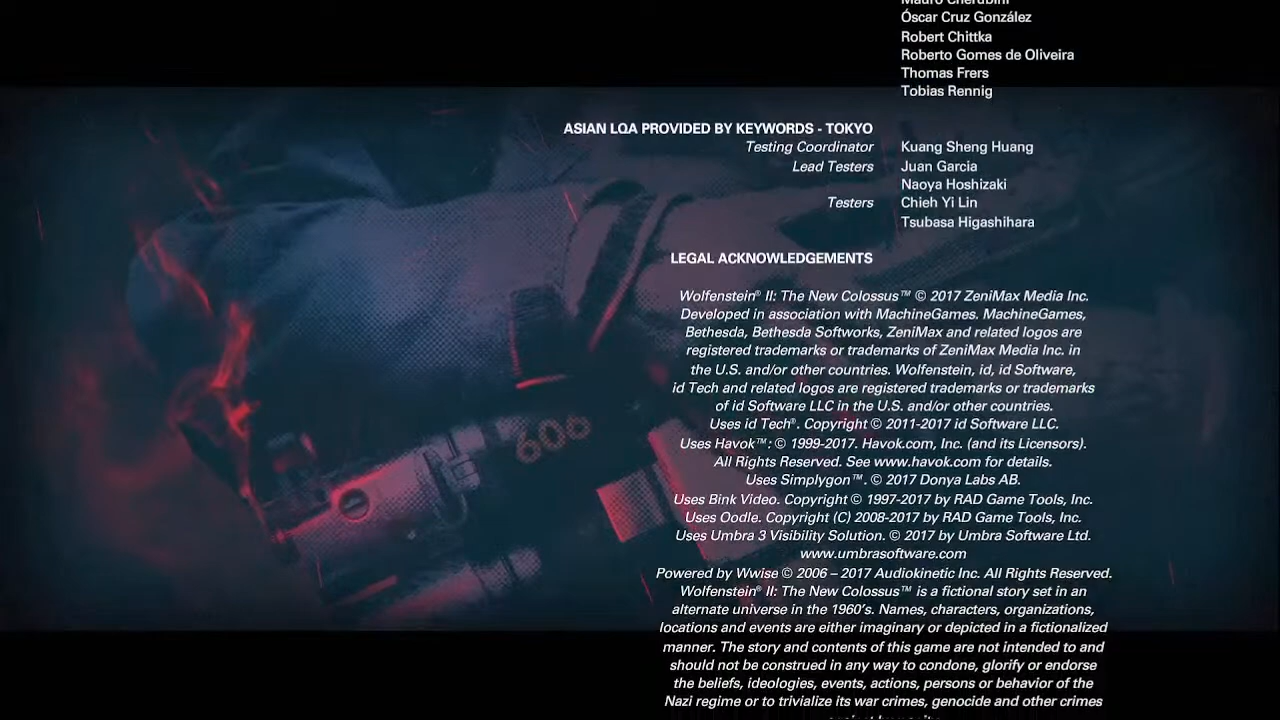 Mauro Cherubini
Óscar Cruz González
Robert Chittka
Roberto Gomes de Oliveira
Thomas Frers
Tobias Rennig
ASIAN LQA PROVIDED BY KEYWORDS - TOKYO
Testing Coordinator Kuang Sheng Huang
Lead Testers Juan Garcia
Naoya Hoshizaki
Testers Chieh Yi Lin
Tsubasa Higashihara
LEGAL ACKNOWLEDGEMENTS
Wolfenstein® II: The New Colossus™ © 2017 ZeniMax Media Inc.
Developed in association with MachineGames. MachineGames,
Bethesda, Bethesda Softworks, ZeniMax and related logos are
registered trademarks or trademarks of ZeniMax Media Inc. in
the U.S. and/or other countries. Wolfenstein, id, id Software,
id Tech and related logos are registered trademarks or trademarks
of id Software LLC in the U.S. and/or other countries.
Uses id Tech®. Copyright © 2011-2017 id Software LLC.
Uses Havok™: © 1999-2017. Havok.com, Inc. (and its Licensors).
All Rights Reserved. See www.havok.com for details.
606
Uses Simplygon™. © 2017 Donya Labs AB.
Uses Bink Video. Copyright © 1997-2017 by RAD Game Tools, Inc.
Uses Oodle. Copyright (C) 2008-2017 by RAD Game Tools, Inc.
Uses Umbra 3 Visibility Solution. © 2017 by Umbra Software Ltd.
www.umbrasoftware.com
Powered by Wwise © 2006 – 2017 Audiokinetic Inc. All Rights Reserved.
Wolfenstein® II: The New Colossus™ is a fictional story set in an
alternate universe in the 1960's. Names, characters, organizations,
locations and events are either imaginary or depicted in a fictionalized
manner. The story and contents of this game are not intended to and
should not be construed in any way to condone, glorify or endorse
the beliefs, ideologies, events, actions, persons or behavior of the
Nazi regime or to trivialize its war crimes, genocide and other crimes